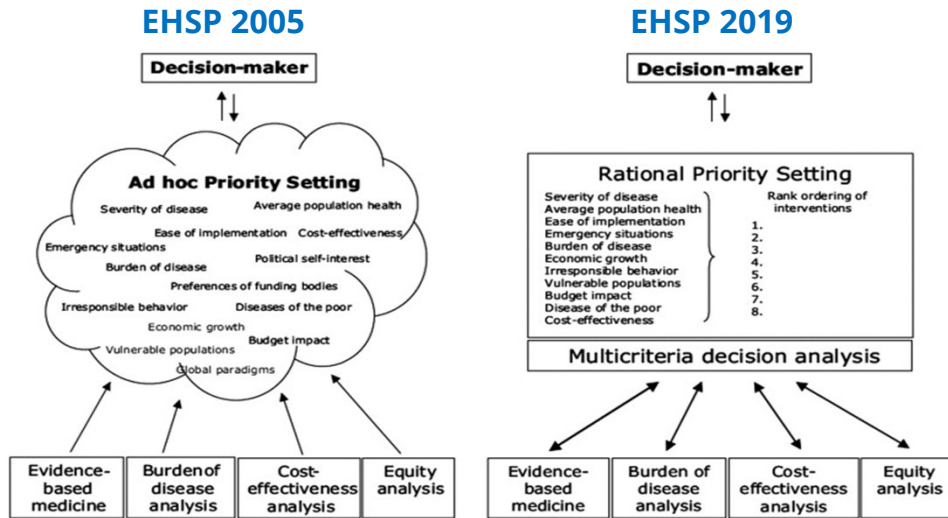 EHSP 2005
Decision-maker
Ad hoc Priority Setting
Severity of disease
Average population health
Ease of implementation
Cost-effectiveness
Emergency situations
Political self-interest
Burden of disease
Preferences of funding bodies
Irresponsible behavior
Diseases of the poor
Economic growth
Budget impact
Vulnerable populations
Global paradigms
Evidence-
based
medicine
Burden of
disease
analysis
Cost-
effectiveness
analysis
Equity
analysis
EHSP 2019
Decision-maker
Rational Priority Setting
Severity of disease
Average population health
Ease of implementation
Emergency situations
Burden of disease
Economic growth
Irresponsible behavior
Vulnerable populations
Budget impact
Disease of the poor
Cost-effectiveness
Rank ordering of
interventions
1.
2.
3.
4.
5.
6.
7.
8.
Multicriteria decision analysis
Evidence-
based
medicine
Burden of
disease
analysis
Cost-
effectiveness
analysis
Equity
analysis